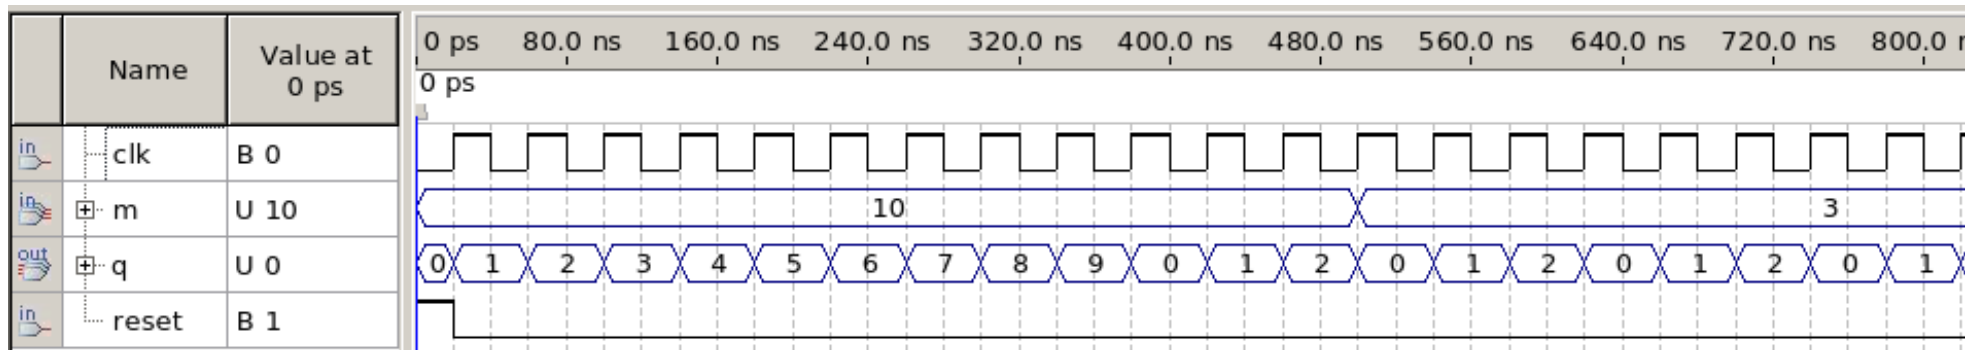 Name Value at 0 ps 0 ps 80.0 ns 160.0 ns 240.0 ns 320.0 ns 400.0 ns 480.0 ns 560.0 ns 640.0 ns 720.0 ns 800.0 n
0 ps
in clk B 0
in m U 10 10 3
out q U 0 0 1 2 3 4 5 6 7 8 9 0 1 2 0 1 2 0 1 2 0 1
in reset B 1